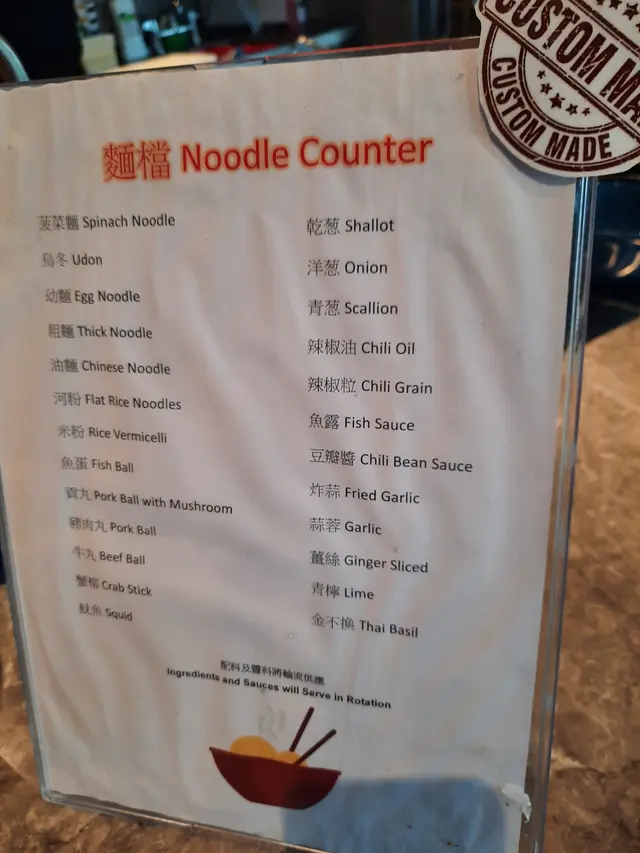 CUSTOM MA
CUSTOM MADE
麵檔 Noodle Counter
菠菜麵 Spinach Noodle
烏冬 Udon
幼麵 Egg Noodle
粗麵 Thick Noodle
油麵 Chinese Noodle
河粉 Flat Rice Noodles
米粉 Rice Vermicelli
魚蛋 Fish Ball
貢丸 Pork Ball with Mushroom
豬肉丸 Pork Ball
牛丸 Beef Ball
蟹柳 Crab Stick
魷魚 Squid
乾葱 Shallot
洋葱 Onion
青葱 Scallion
辣椒油 Chili Oil
辣椒粒 Chili Grain
魚露 Fish Sauce
豆瓣醬 Chili Bean Sauce
炸蒜 Fried Garlic
蒜蓉 Garlic
薑絲 Ginger Sliced
青檸 Lime
金不換 Thai Basil
配料及醬料將輪流供應
Ingredients and Sauces will Serve in Rotation